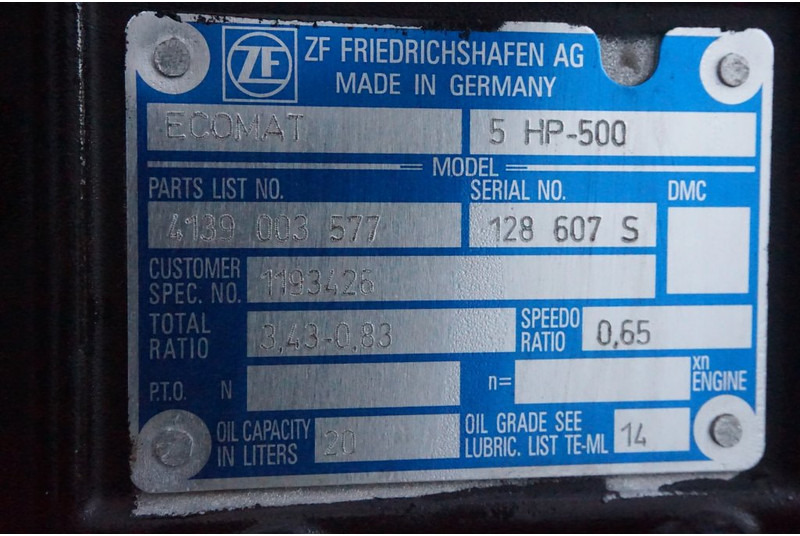 ZF ZF FRIEDRICHSHAFEN AG
MADE IN GERMANY
ECOMAT 5 HP-500
MODEL
PARTS LIST NO. SERIAL NO. DMC
4139 003 577 128 607 S
CUSTOMER
SPEC. NO. 1193426
TOTAL
RATIO 3,43-0,83 SPEEDO
RATIO 0,65
P.T.O. N n= xn
ENGINE
OIL CAPACITY
IN LITERS 20 OIL GRADE SEE
LUBRIC. LIST TE-ML 14